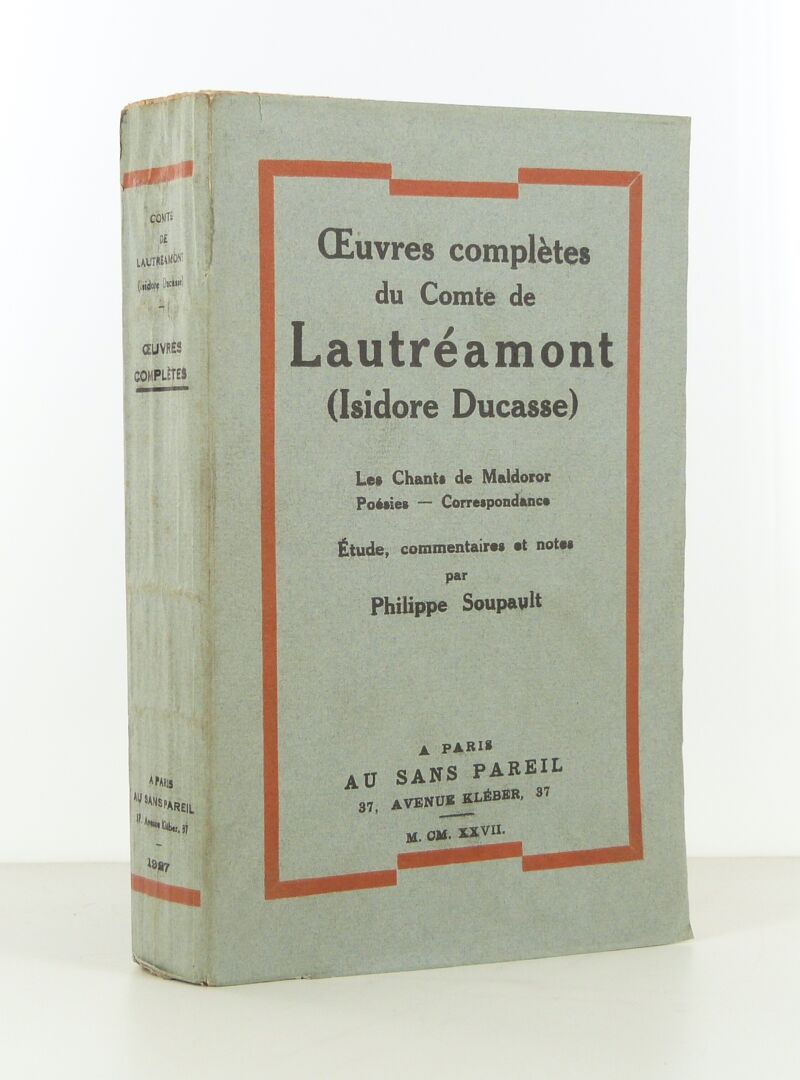 COMTE
DE
LAUTRÉAMONT
(Isidore Ducasse)
ŒUVRES
COMPLÈTES
A PARIS
AU SANS PAREIL
37, Avenue Kléber, 37
1927
Œuvres complètes
du Comte de
Lautréamont
(Isidore Ducasse)
Les Chants de Maldoror
Poésies — Correspondance
Étude, commentaires et notes
par
Philippe Soupault
A PARIS
AU SANS PAREIL
37, AVENUE KLÉBER, 37
M. CM. XXVII.